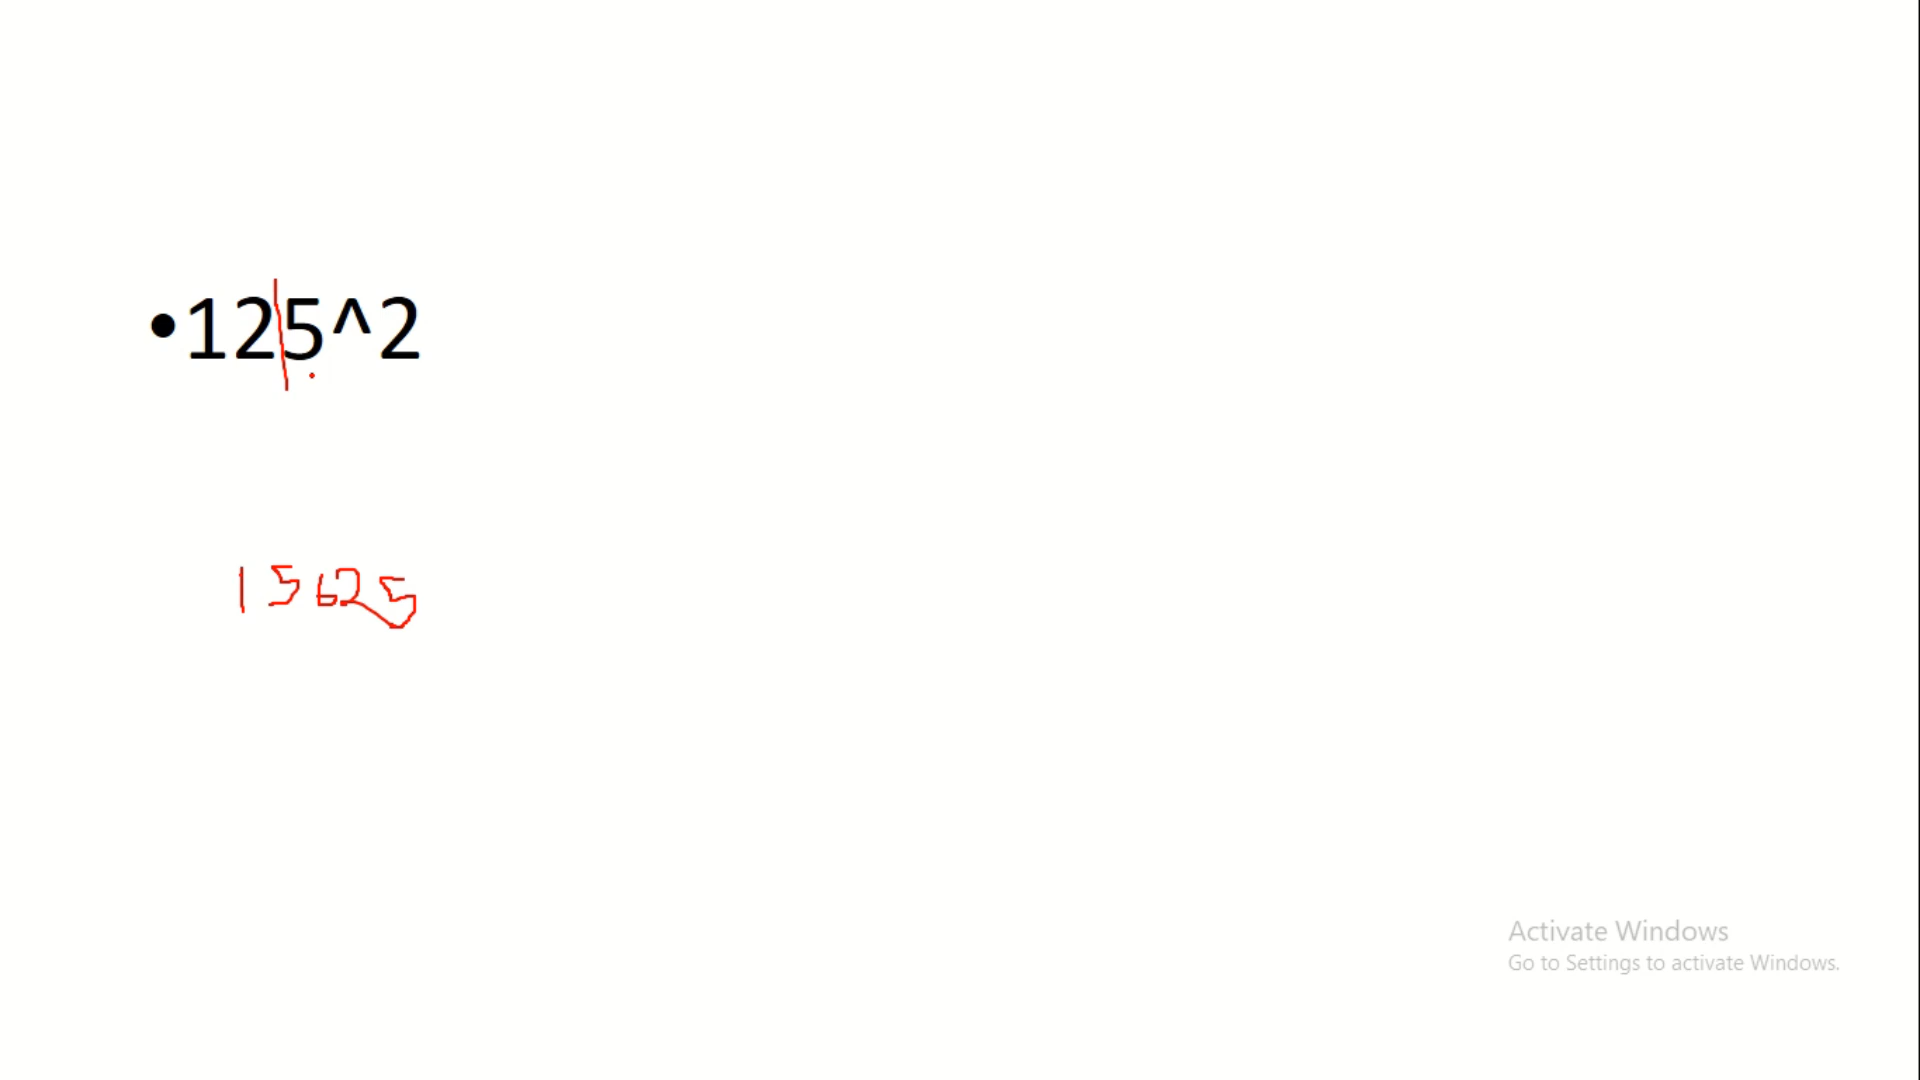 •125^2
15625
Activate Windows
Go to Settings to activate Windows.